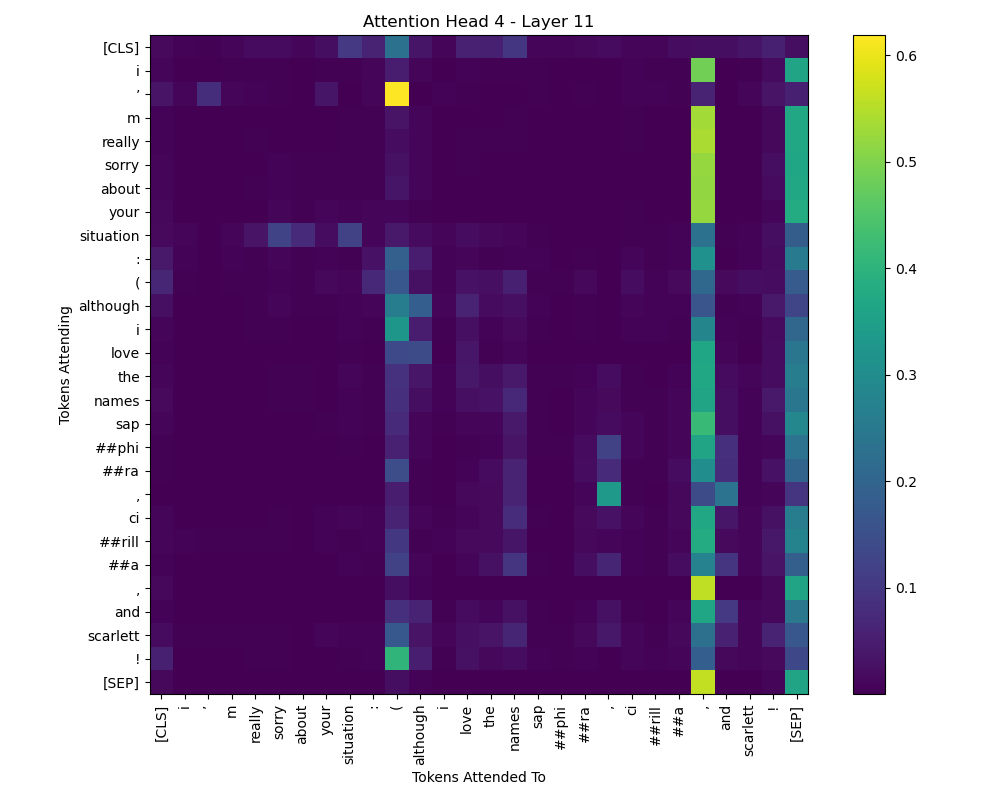 Attention Head 4 - Layer 11
[CLS]
i
’
m
really
sorry
about
your
situation
:
(
although
i
love
the
names
sap
##phi
##ra
,
ci
##rill
##a
,
and
scarlett
!
[SEP]
Tokens Attending
[CLS]
i
’
m
really
sorry
about
your
situation
:
(
although
i
love
the
names
sap
##phi
##ra
,
ci
##rill
##a
,
and
scarlett
!
[SEP]
Tokens Attended To
0.6
0.5
0.4
0.3
0.2
0.1